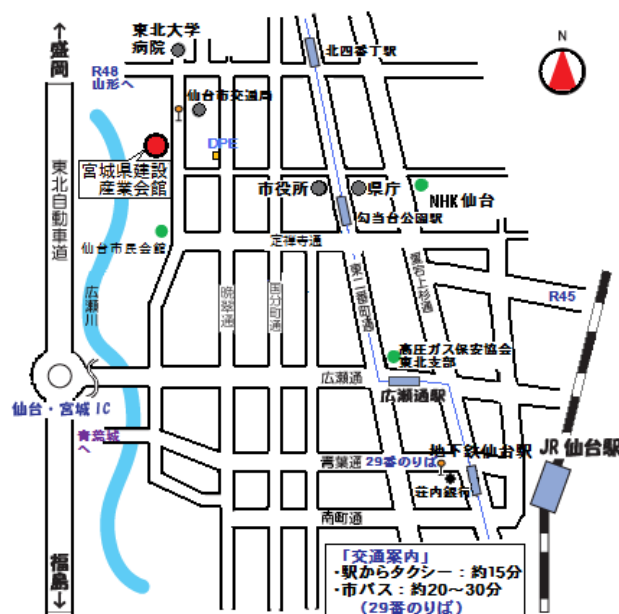 ↑盛岡
東北大学
病院
北四番丁駅
N
R48
山形へ
仙台市交通局
DPE
宮城県建設
産業会館
東北自動車道
市役所
県庁
NHK仙台
勾当台公園駅
仙台市民会館
定禅寺通
広瀬川
晩翠通
国分町通
東二番町通
愛宕上杉通
R45
高圧ガス保安協会
東北支部
広瀬通
広瀬通駅
仙台・宮城IC
青葉城
へ
地下鉄仙台駅
JR仙台駅
青葉通
29番のりば
荘内銀行
南町通
福島↓
「交通案内」
・駅からタクシー：約15分
・市バス：約20～30分
（29番のりば）